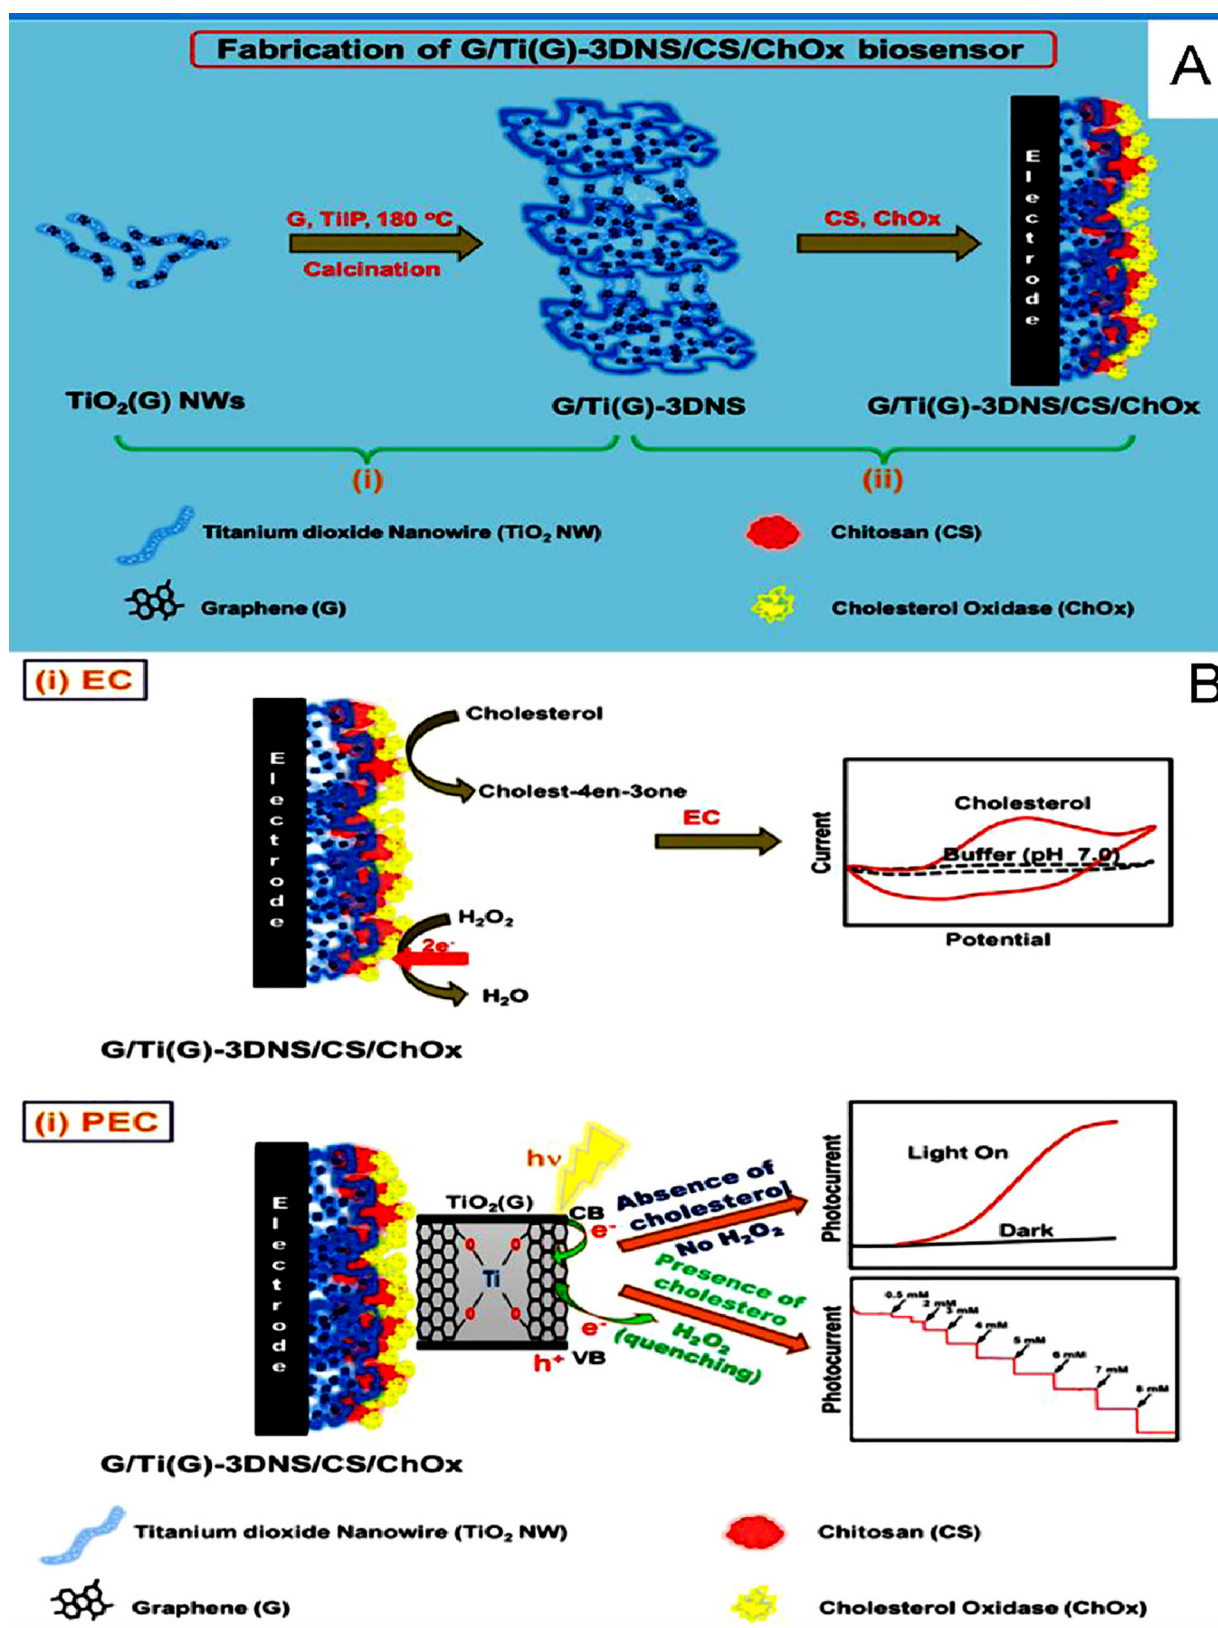 Fabrication of G/Ti(G)-3DNS/CS/ChOx biosensor
A
G, TiIP, 180 °C
Calcination
CS, ChOx
Electrode
TiO₂(G) NWs
G/Ti(G)-3DNS
G/Ti(G)-3DNS/CS/ChOx
(i)
(ii)
Titanium dioxide Nanowire (TiO₂ NW)
Chitosan (CS)
Graphene (G)
Cholesterol Oxidase (ChOx)
(i) EC
B
Electrode
Cholesterol
Cholest-4en-3one
H₂O₂
2e⁻
H₂O
EC
Current
Cholesterol
Buffer (pH 7.0)
Potential
G/Ti(G)-3DNS/CS/ChOx
(i) PEC
Electrode
hν
TiO₂(G)
CB
e⁻
O
O
Ti
O
O
e⁻
h⁺ VB
Absence of
cholesterol
No H₂O₂
Presence of
cholestero
H₂O₂
(quenching)
Photocurrent
Light On
Dark
Photocurrent
0.5 mM
2 mM
3 mM
4 mM
5 mM
6 mM
7 mM
8 mM
G/Ti(G)-3DNS/CS/ChOx
Titanium dioxide Nanowire (TiO₂ NW)
Chitosan (CS)
Graphene (G)
Cholesterol Oxidase (ChOx)